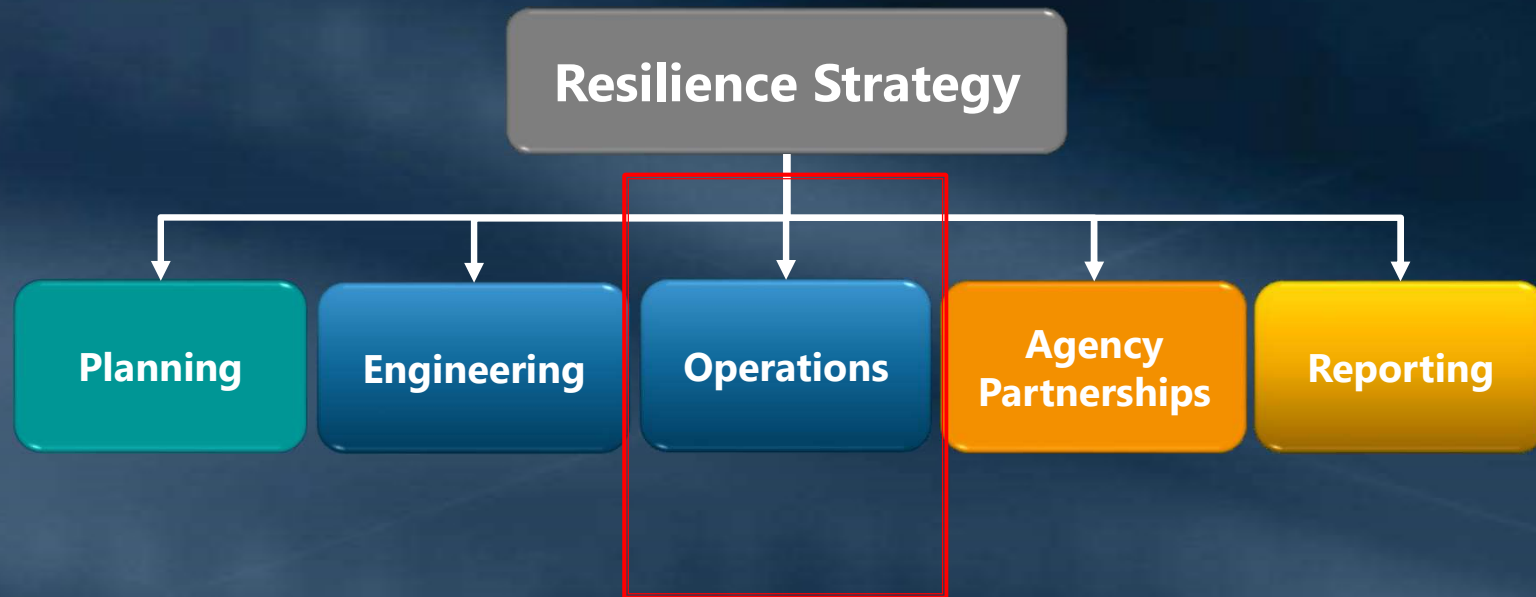 Resilience Strategy
Planning
Engineering
Operations
Agency
Partnerships
Reporting